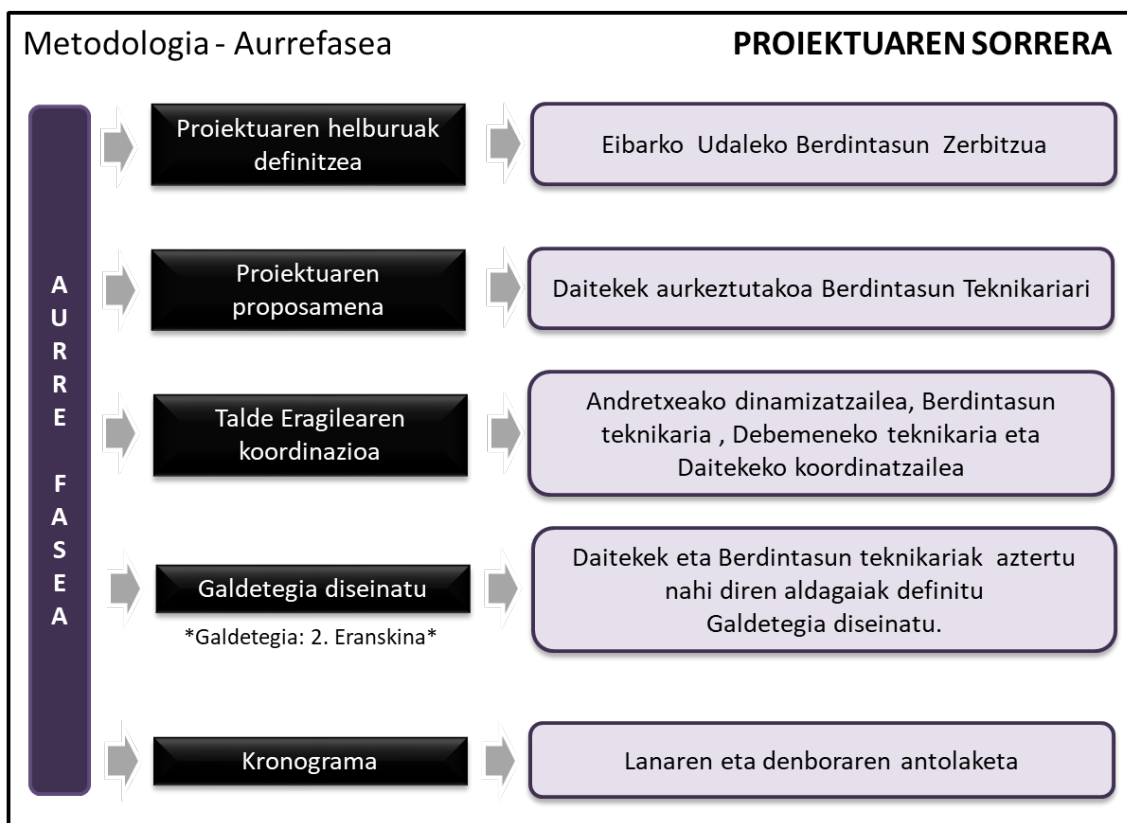 Metodologia - Aurrefasea
PROIEKTUAREN SORRERA
AURRE FASEA
Proiektuaren helburuak
definitzea
Eibarko Udaleko Berdintasun Zerbitzua
Proiektuaren
proposamena
Daitekek aurkeztutakoa Berdintasun Teknikariari
Talde Eragilearen
koordinazioa
Andretxeako dinamizatzailea, Berdintasun
teknikaria , Debemeneko teknikaria eta
Daitekeko koordinatzailea
Galdetegia diseinatu
*Galdetegia: 2. Eranskina*
Daitekek eta Berdintasun teknikariak aztertu
nahi diren aldagaiak definitu
Galdetegia diseinatu.
Kronograma
Lanaren eta denboraren antolaketa